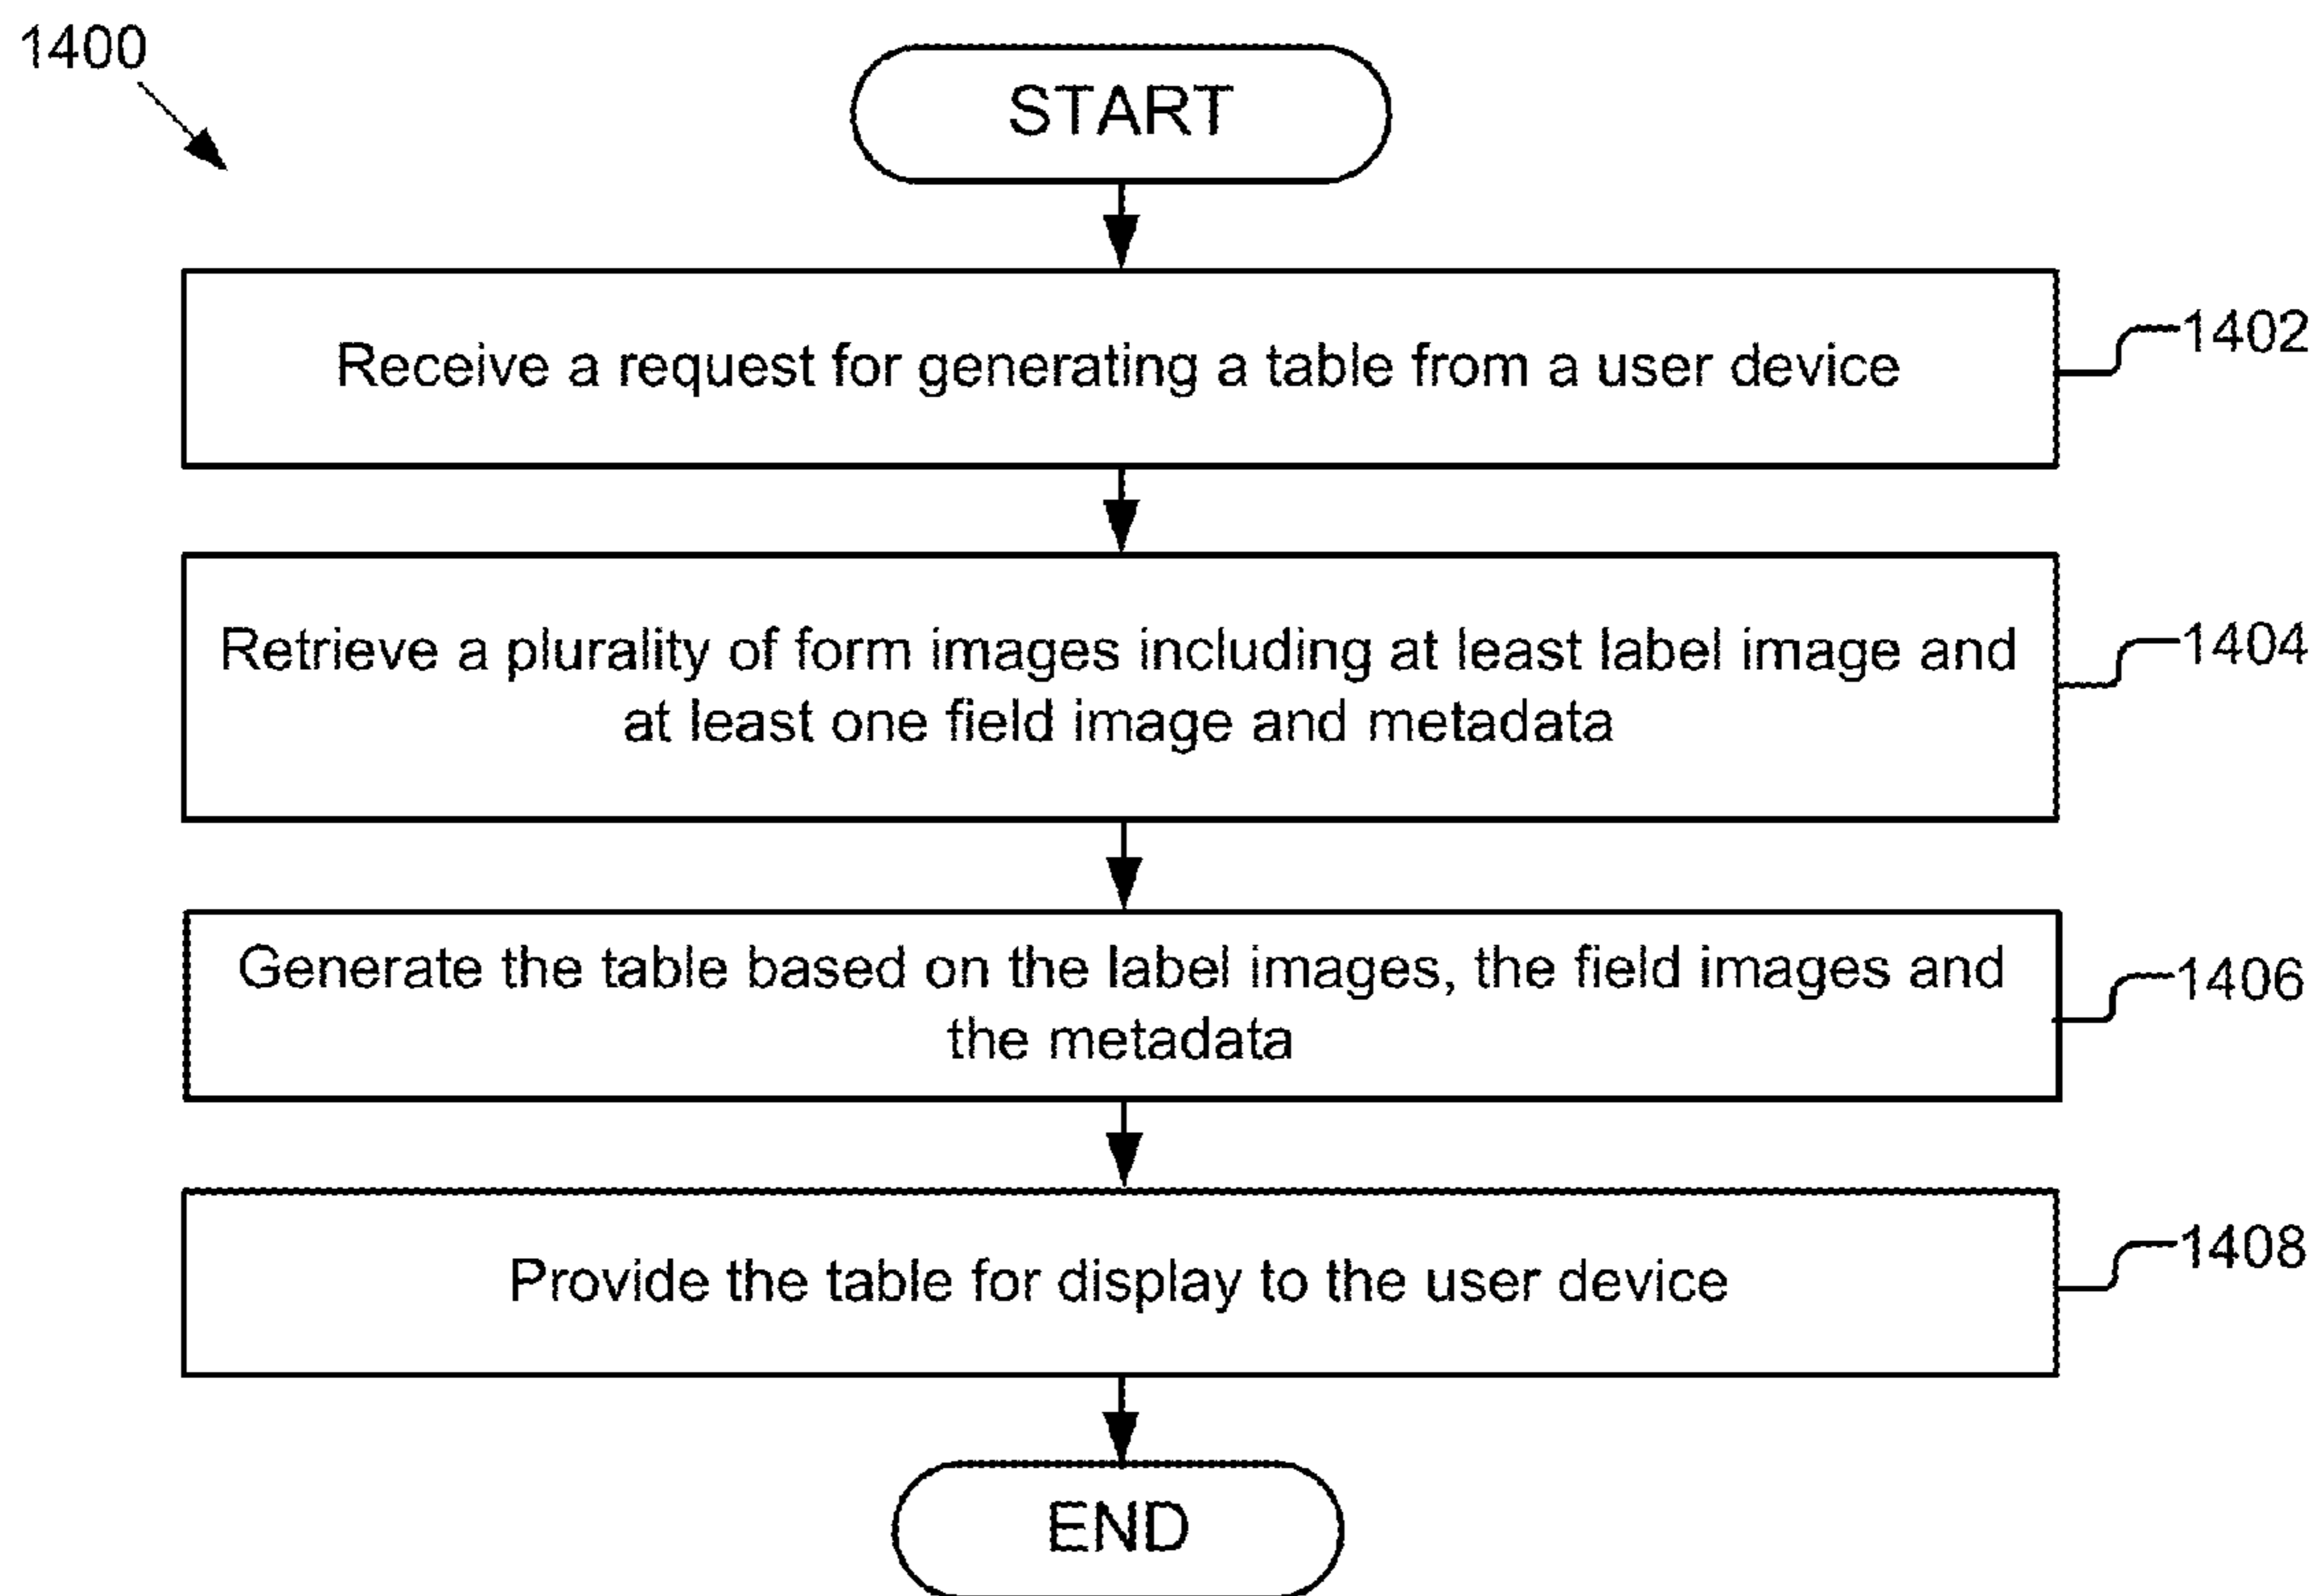 1400
START
Receive a request for generating a table from a user device
1402
Retrieve a plurality of form images including at least label image and
at least one field image and metadata
1404
Generate the table based on the label images, the field images and
the metadata
1406
Provide the table for display to the user device
1408
END